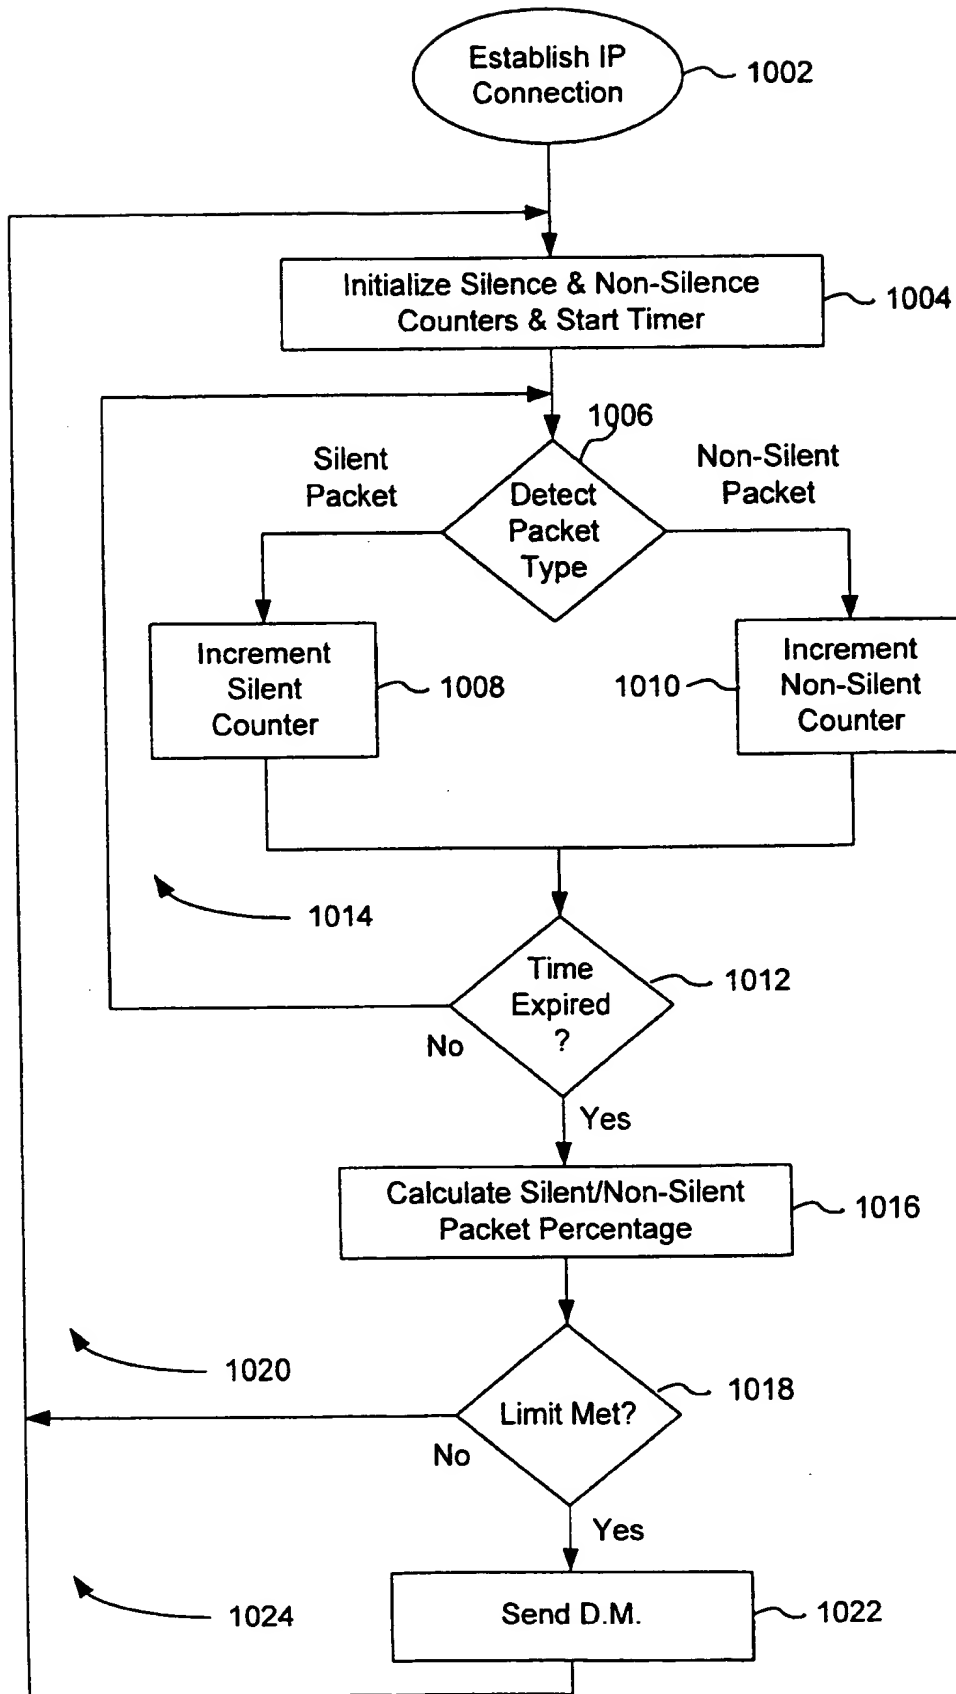 Establish IP
Connection
1002
Initialize Silence & Non-Silence
Counters & Start Timer
1004
1006
Silent
Packet
Non-Silent
Packet
Detect
Packet
Type
Increment
Silent
Counter
1008
1010
Increment
Non-Silent
Counter
1014
Time
Expired
?
1012
No
Yes
Calculate Silent/Non-Silent
Packet Percentage
1016
1020
Limit Met?
1018
No
Yes
1024
Send D.M.
1022